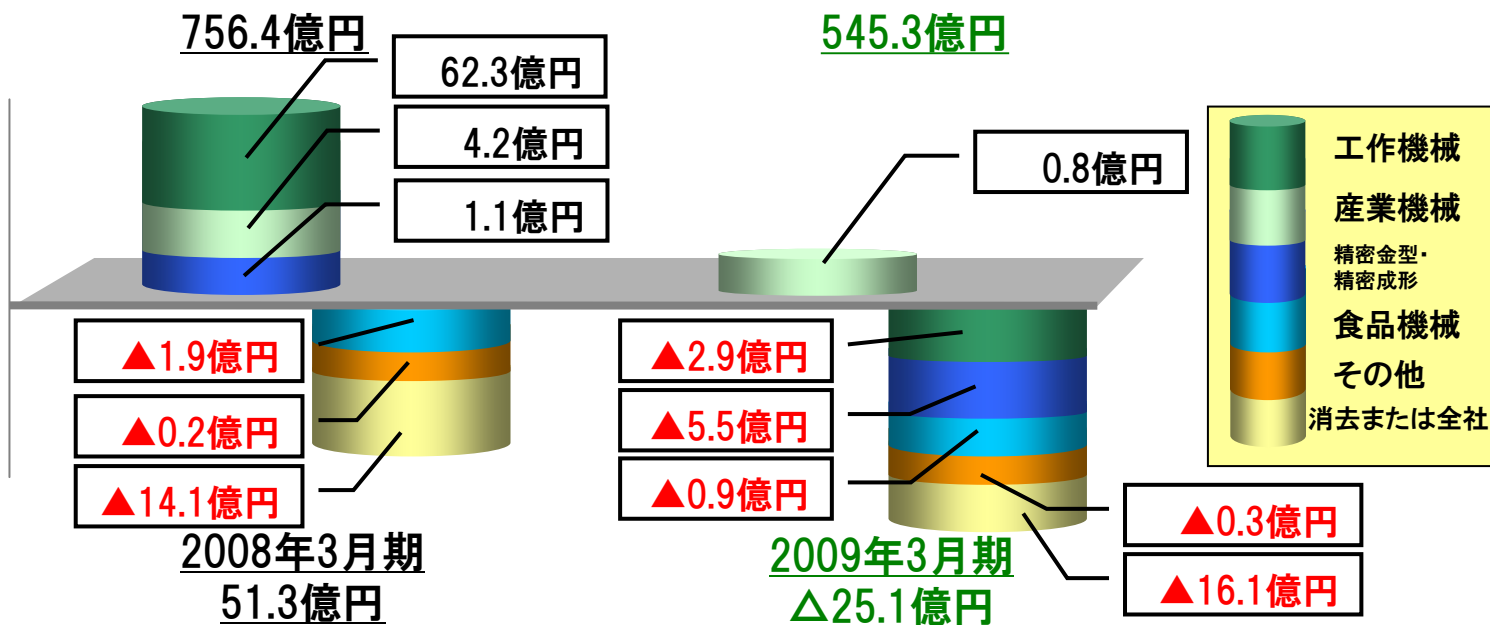 756.4億円
62.3億円
4.2億円
1.1億円
▲1.9億円
▲0.2億円
▲14.1億円
2008年3月期
51.3億円
545.3億円
0.8億円
▲2.9億円
▲5.5億円
▲0.9億円
▲0.3億円
▲16.1億円
2009年3月期
△25.1億円
工作機械
産業機械
精密金型・
精密成形
食品機械
その他
消去または全社